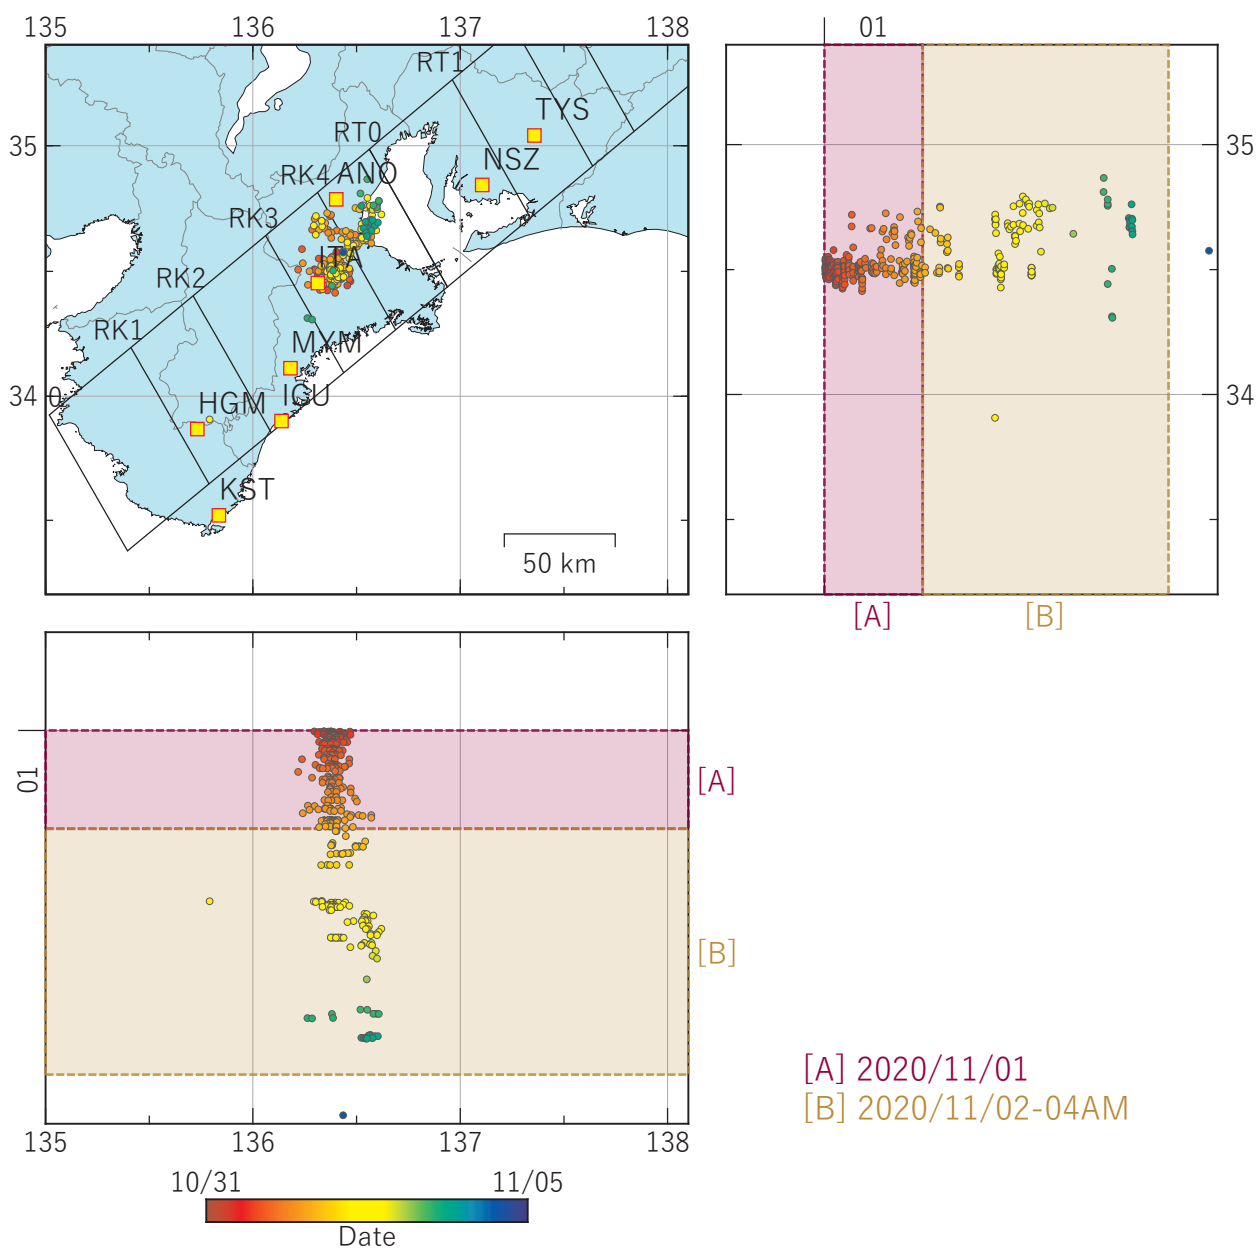 135 136 137 138
01
RT1
TYS
35
RT0
NSZ
35
RK4 ANO
RK3
ITA
RK2
RK1
MYM
34
0
HGM
ICU
34
KST
50 km
[A] [B]
01
[A]
[B]
[A] 2020/11/01
[B] 2020/11/02-04AM
135 136 137 138
10/31 11/05
Date